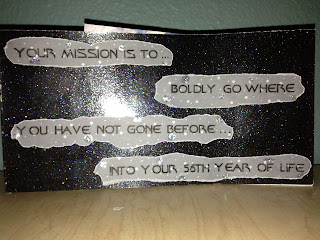 YOUR MISSION IS TO ...
BOLDLY GO WHERE
YOU HAVE NOT GONE BEFORE ...
INTO YOUR 56TH YEAR OF LIFE